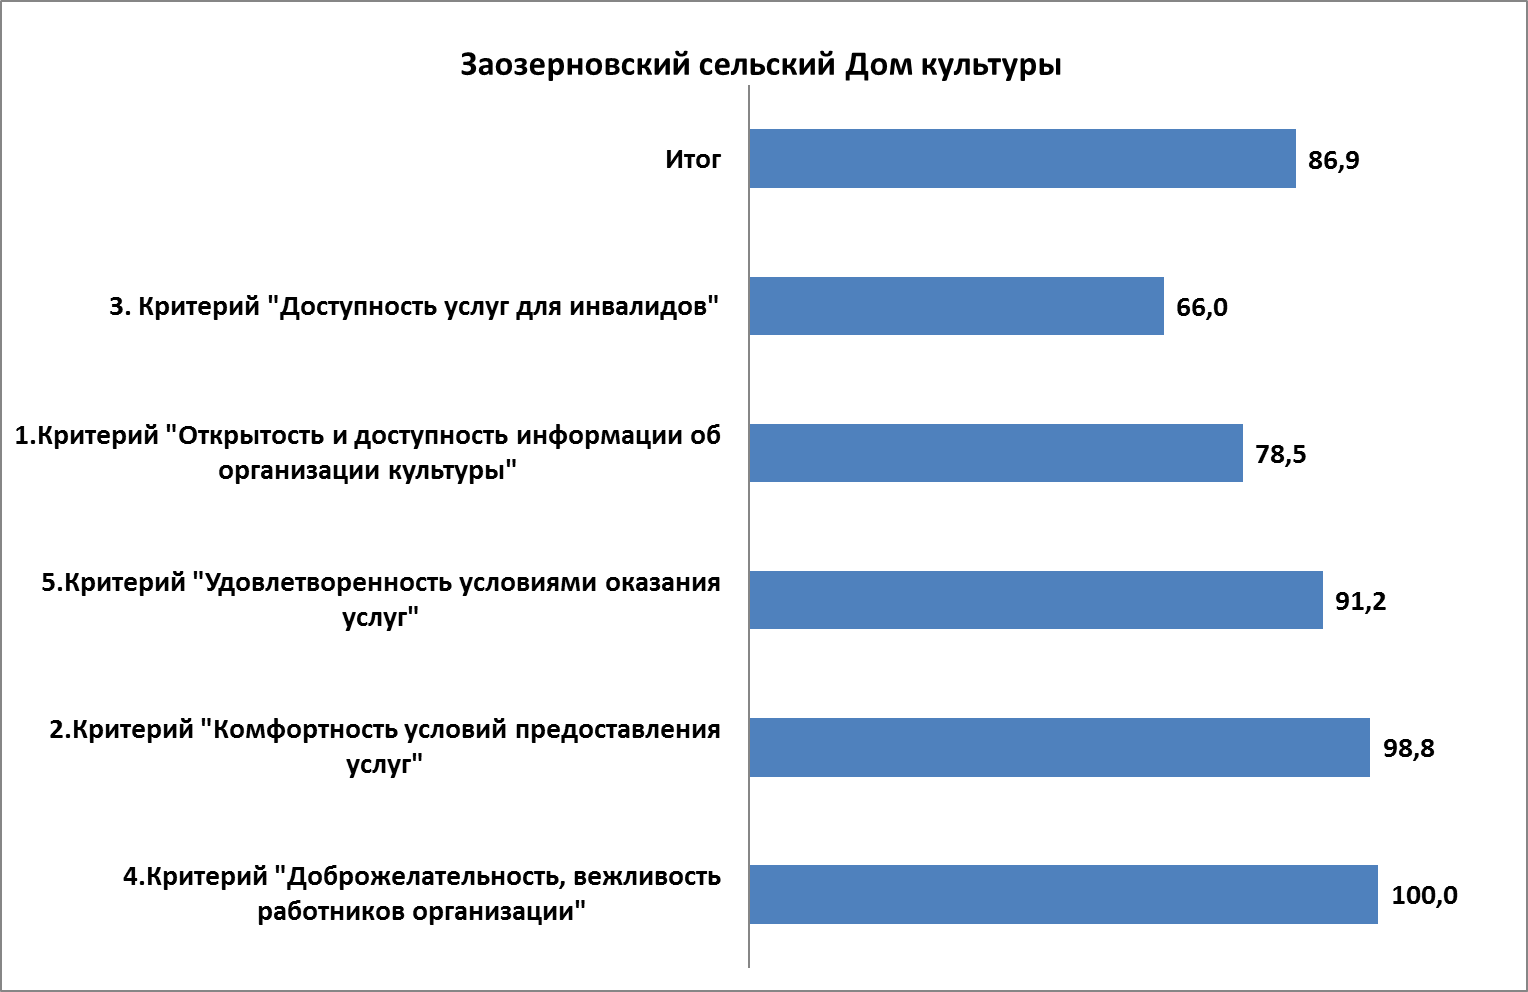 Заозерновский сельский Дом культуры
Итог
86,9
3. Критерий "Доступность услуг для инвалидов"
66,0
1.Критерий "Открытость и доступность информации об
организации культуры"
78,5
5.Критерий "Удовлетворенность условиями оказания
услуг"
91,2
2.Критерий "Комфортность условий предоставления
услуг"
98,8
4.Критерий "Доброжелательность, вежливость
работников организации"
100,0